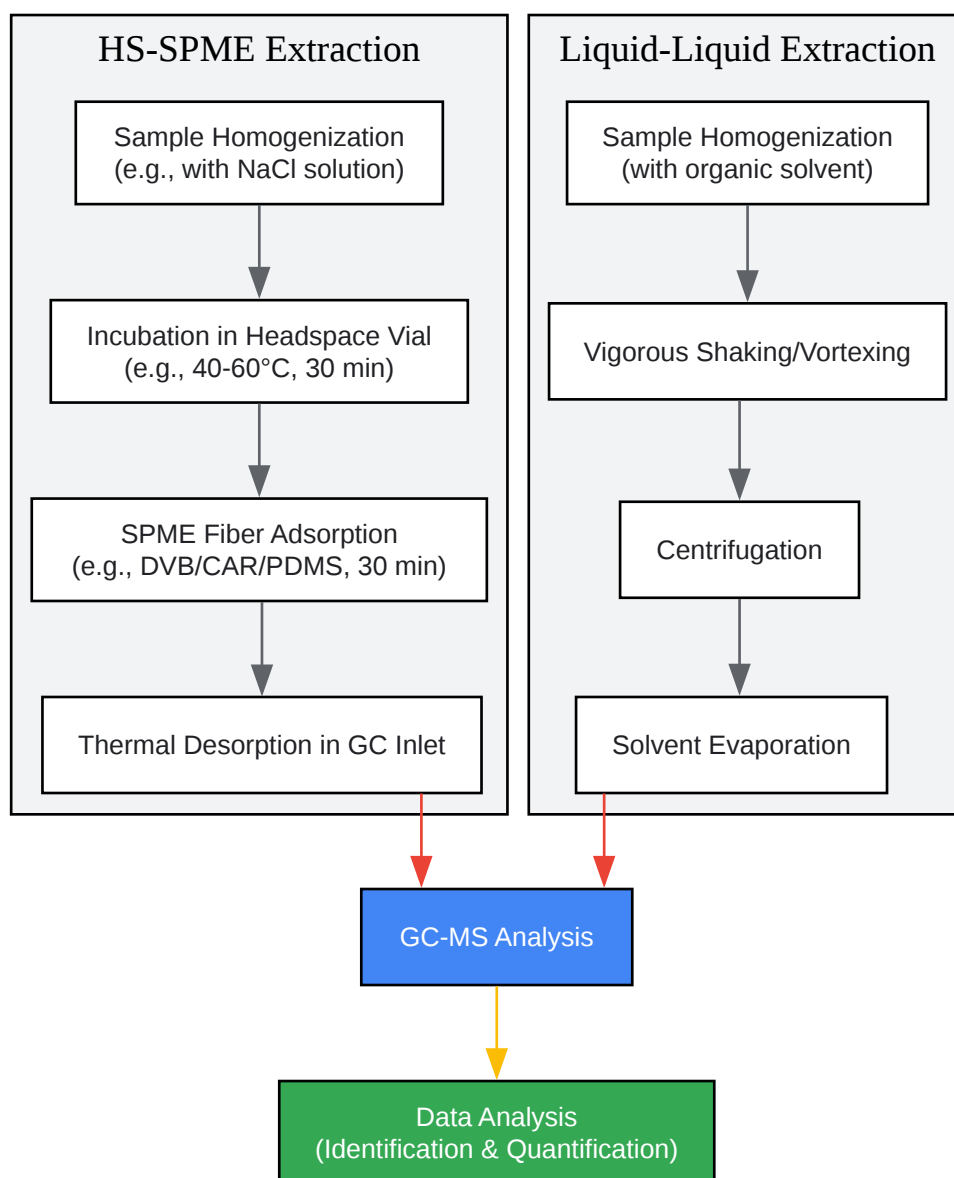 HS-SPME Extraction
Sample Homogenization
(e.g., with NaCl solution)
Incubation in Headspace Vial
(e.g., 40-60°C, 30 min)
SPME Fiber Adsorption
(e.g., DVB/CAR/PDMS, 30 min)
Thermal Desorption in GC Inlet
Liquid-Liquid Extraction
Sample Homogenization
(with organic solvent)
Vigorous Shaking/Vortexing
Centrifugation
Solvent Evaporation
GC-MS Analysis
Data Analysis
(Identification & Quantification)